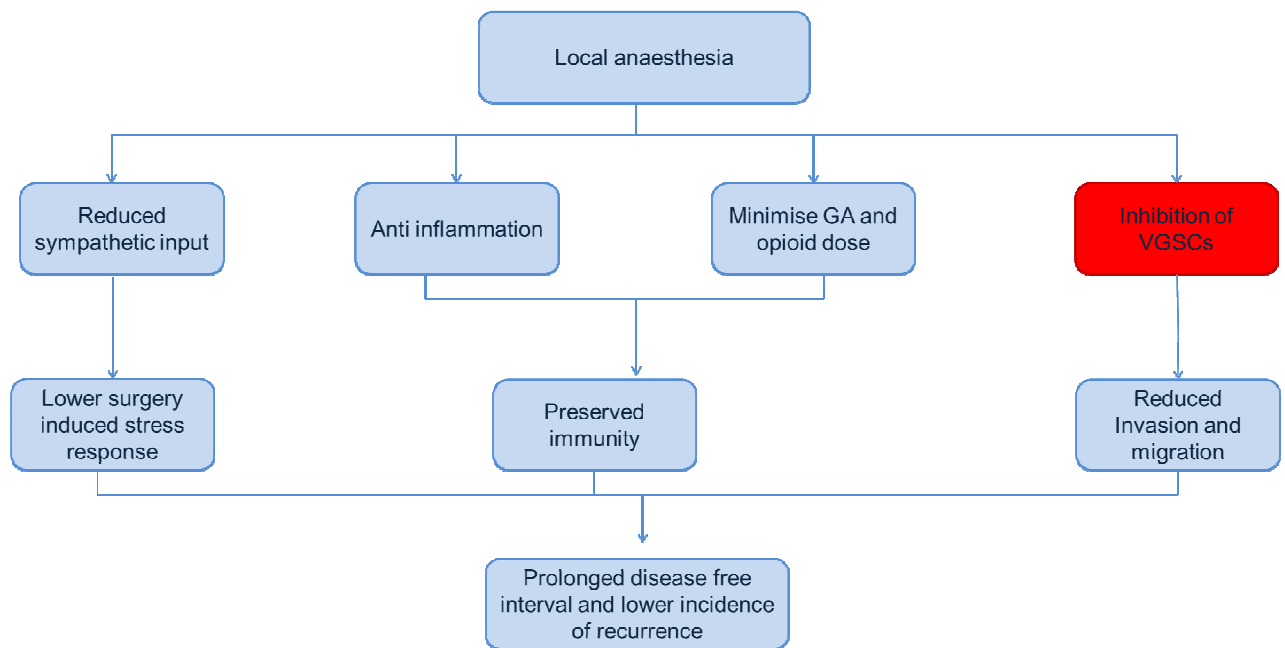 Local anaesthesia
Reduced
sympathetic input
Anti inflammation
Minimise GA and
opioid dose
Inhibition of
VGSCs
Lower surgery
induced stress
response
Preserved
immunity
Reduced
Invasion and
migration
Prolonged disease free
interval and lower incidence
of recurrence